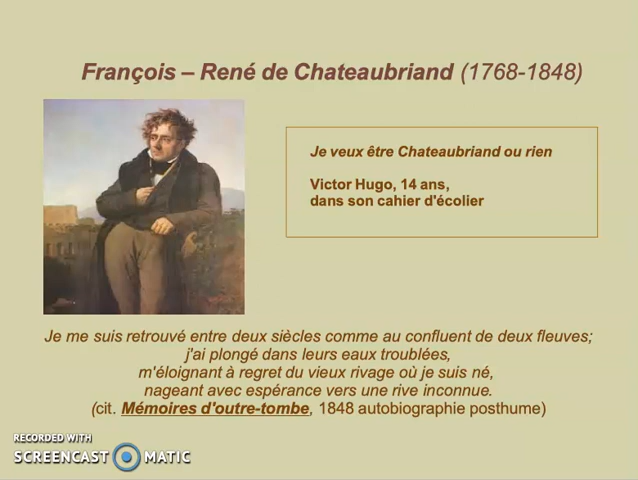 François – René de Chateaubriand (1768-1848)
Je veux être Chateaubriand ou rien
Victor Hugo, 14 ans,
dans son cahier d'écolier
Je me suis retrouvé entre deux siècles comme au confluent de deux fleuves;
j'ai plongé dans leurs eaux troublées,
m'éloignant à regret du vieux rivage où je suis né,
nageant avec espérance vers une rive inconnue.
(cit. Mémoires d'outre-tombe, 1848 autobiographie posthume)
RECORDED WITH
SCREENCAST MATIC